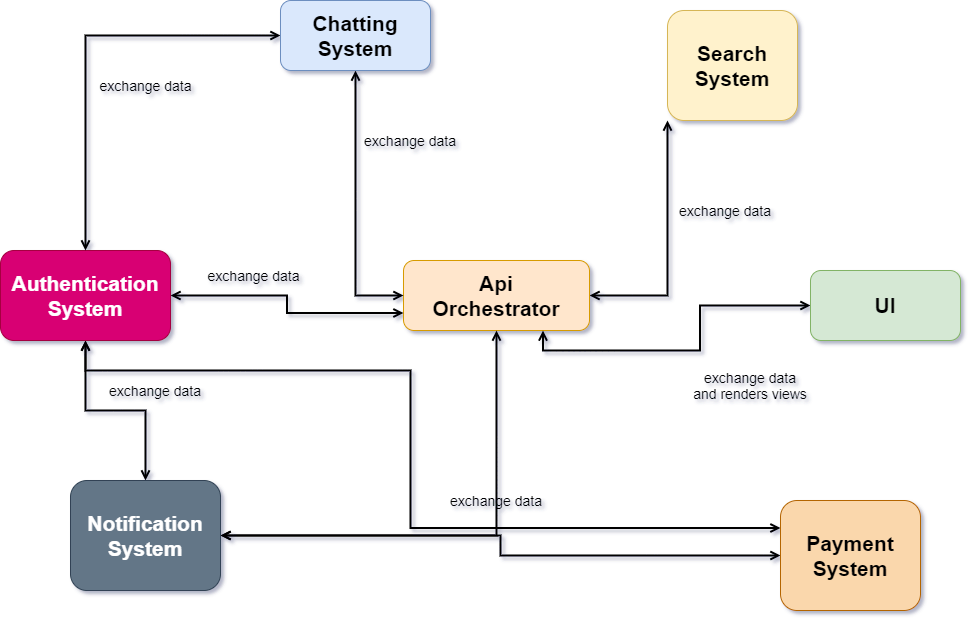 Chatting
System
Search
System
exchange data
exchange data
exchange data
Authentication
System
exchange data
Api
Orchestrator
UI
exchange data
exchange data
and renders views
Notification
System
exchange data
Payment
System